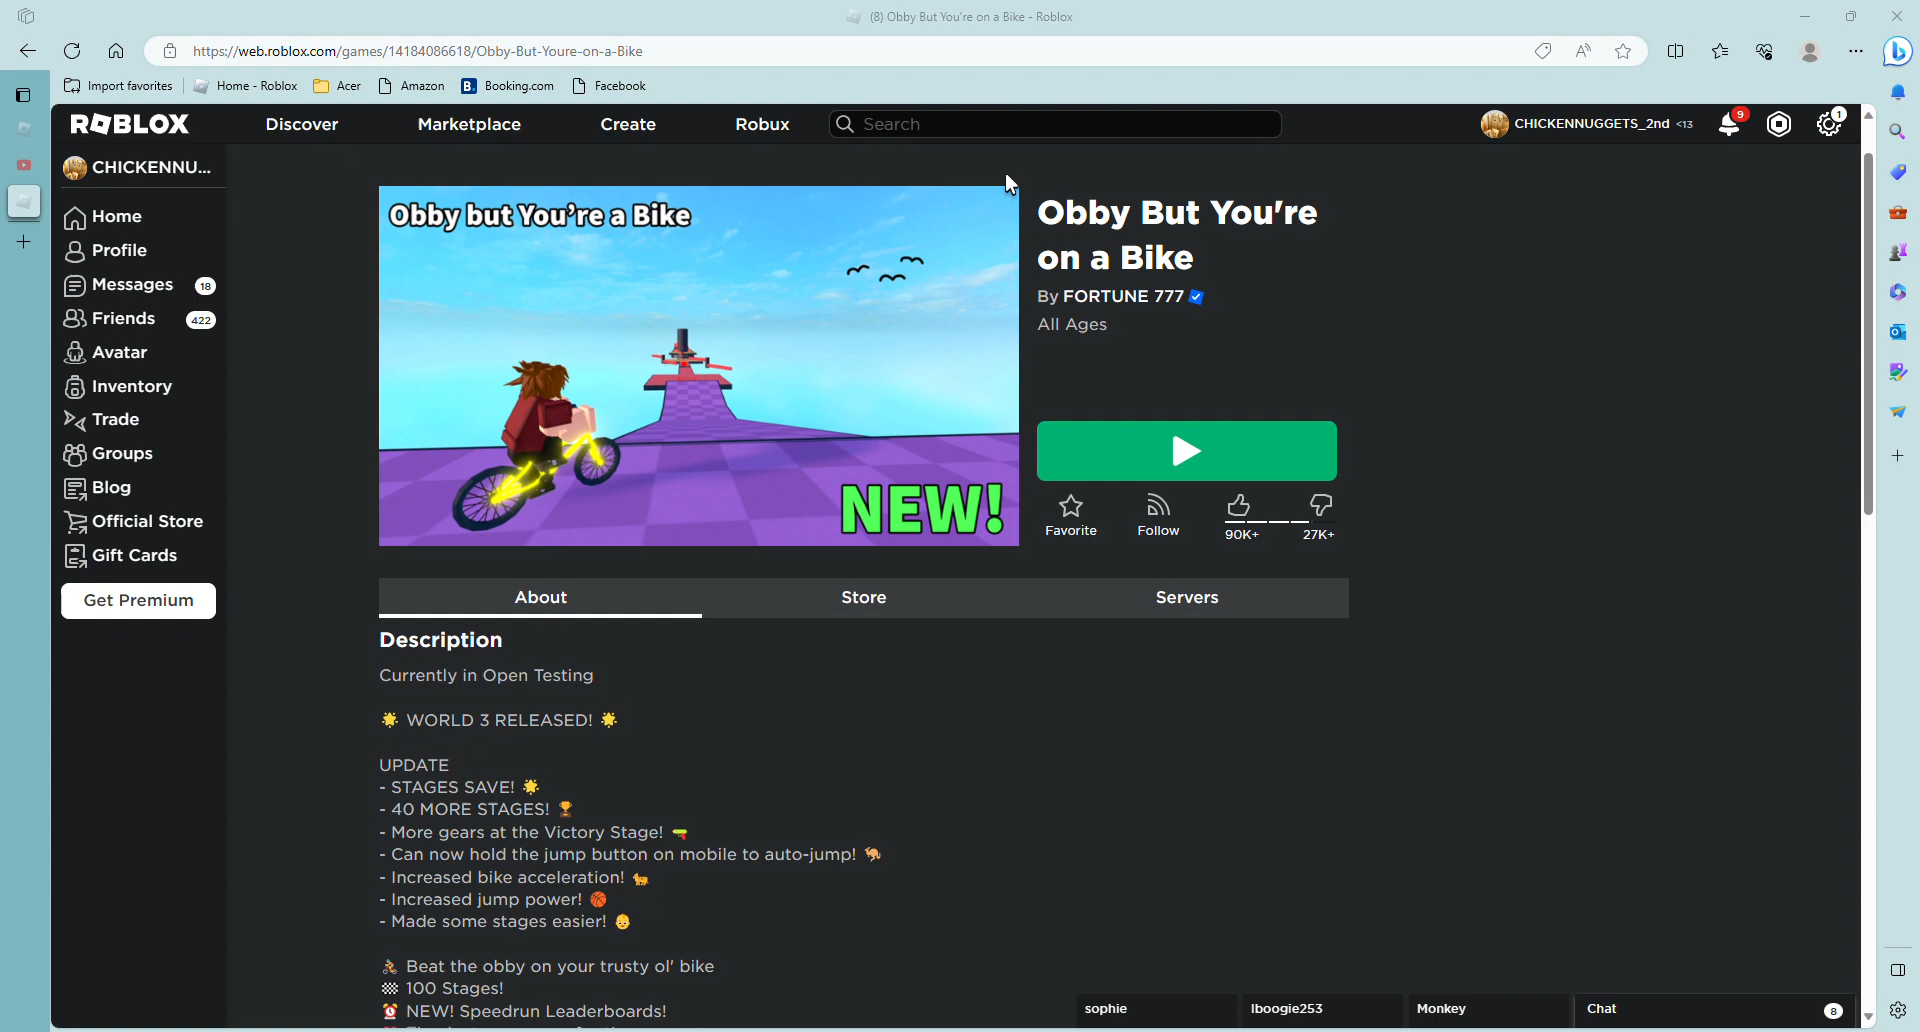 (8) Obby But You're on a Bike - Roblox
https://web.roblox.com/games/14184086618/Obby-But-Youre-on-a-Bike
Import favorites
Home - Roblox
Acer
Amazon
B.
Booking.com
Facebook
ROBLOX
Discover
Marketplace
Create
Robux
Search
CHICKENNUGGETS_2nd <13
9
1
CHICKENNU...
Home
Profile
Messages 18
Friends 422
Avatar
Inventory
Trade
Groups
Blog
Official Store
Gift Cards
Get Premium
Obby but You're a Bike
NEW!
Obby But You're
on a Bike
By FORTUNE 777
All Ages
Favorite
Follow
90K+
27K+
About
Store
Servers
Description
Currently in Open Testing
🌟 WORLD 3 RELEASED! 🌟
UPDATE
- STAGES SAVE! 🌟
- 40 MORE STAGES! 🏆
- More gears at the Victory Stage! 🔫
- Can now hold the jump button on mobile to auto-jump! 🐪
- Increased bike acceleration! 🐆
- Increased jump power! 🏀
- Made some stages easier! 👶
🚴 Beat the obby on your trusty ol' bike
🏁 100 Stages!
⏰ NEW! Speedrun Leaderboards!
sophie
Iboogie253
Monkey
Chat
8